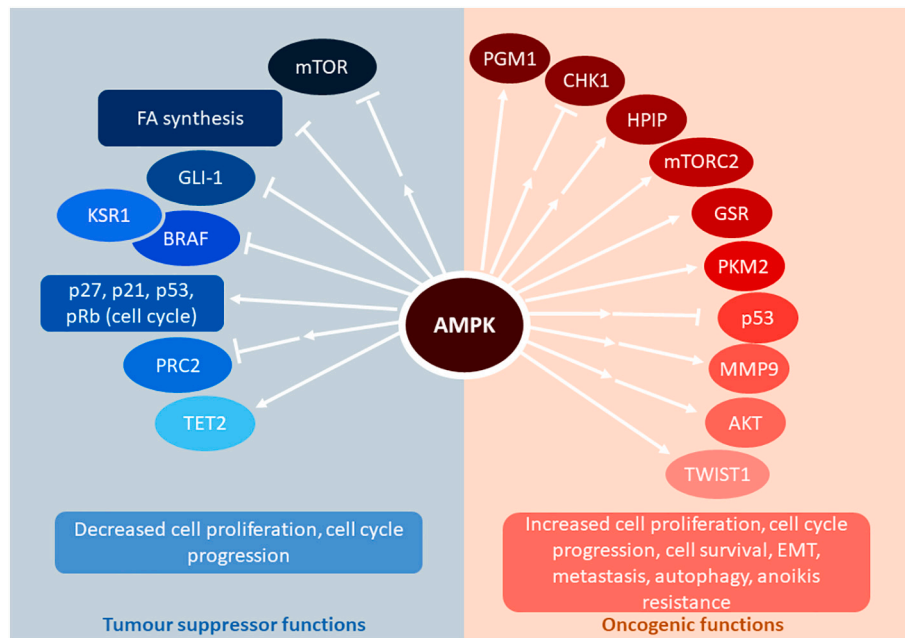 mTOR
FA synthesis
GLI-1
KSR1
BRAF
p27, p21, p53,
pRb (cell cycle)
PRC2
TET2
AMPK
PGM1
CHK1
HPIP
mTORC2
GSR
PKM2
p53
MMP9
AKT
TWIST1
Decreased cell proliferation, cell cycle
progression
Increased cell proliferation, cell cycle
progression, cell survival, EMT,
metastasis, autophagy, anoikis
resistance
Tumour suppressor functions
Oncogenic functions